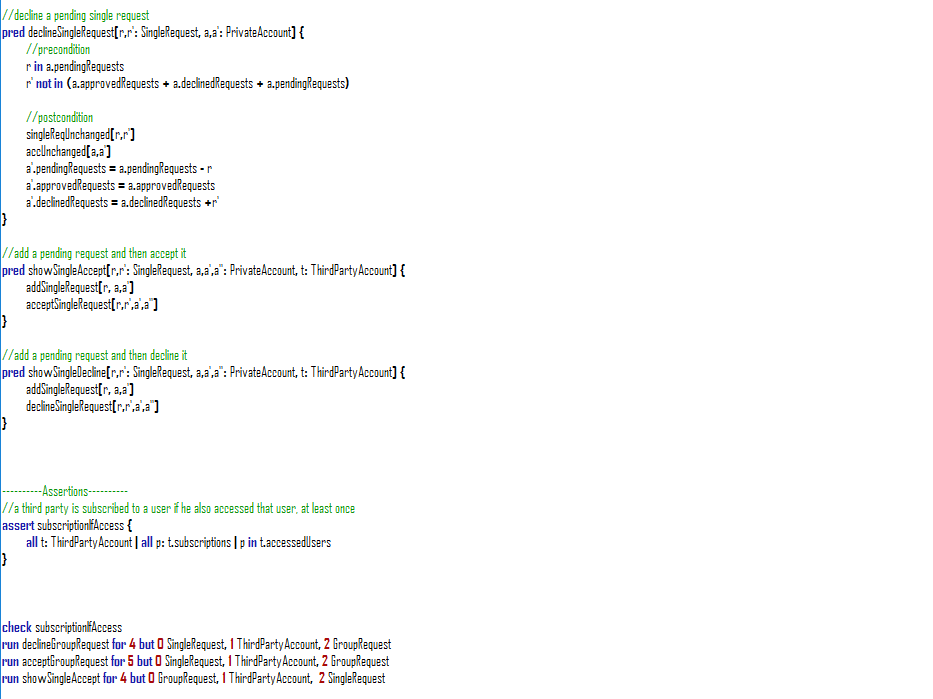 //decline a pending single request
pred declineSingleRequest[r,r': SingleRequest, a,a': PrivateAccount] {
//precondition
r in a.pendingRequests
r' not in (a.approvedRequests + a.declinedRequests + a.pendingRequests)
//postcondition
singleReqUnchanged[r,r']
accUnchanged[a,a']
a'.pendingRequests = a.pendingRequests - r
a'.approvedRequests = a.approvedRequests
a'.declinedRequests = a.declinedRequests +r'
}
//add a pending request and then accept it
pred showSingleAccept[r,r': SingleRequest, a,a',a'': PrivateAccount, t: ThirdPartyAccount] {
addSingleRequest[r, a,a']
acceptSingleRequest[r,r',a',a'']
}
//add a pending request and then decline it
pred showSingleDecline[r,r': SingleRequest, a,a',a'': PrivateAccount, t: ThirdPartyAccount] {
addSingleRequest[r, a,a']
declineSingleRequest[r,r',a',a'']
}
----------Assertions----------
//a third party is subscribed to a user if he also accessed that user, at least once
assert subscriptionIfAccess {
all t: ThirdPartyAccount | all p: t.subscriptions | p in t.accessedUsers
}
check subscriptionIfAccess
run declineGroupRequest for 4 but 0 SingleRequest, 1 ThirdPartyAccount, 2 GroupRequest
run acceptGroupRequest for 5 but 0 SingleRequest, 1 ThirdPartyAccount, 2 GroupRequest
run showSingleAccept for 4 but 0 GroupRequest, 1 ThirdPartyAccount, 2 SingleRequest